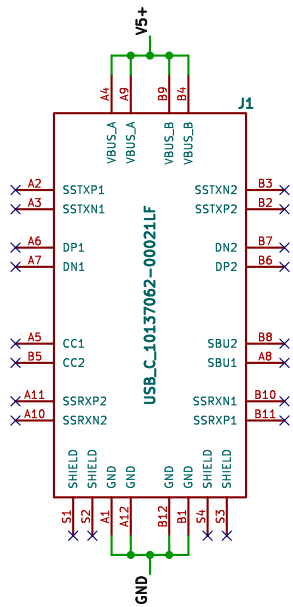 V5+
A4 A9 B9 B4
J1
VBUS_A VBUS_A VBUS_B VBUS_B
A2 SSTXP1 SSTXN2 B3
A3 SSTXN1 SSTXP2 B2
A6 DP1 DN2 B7
A7 DN1 DP2 B6
USB_C_10137062-00021LF
A5 CC1 SBU2 B8
B5 CC2 SBU1 A8
A11 SSRXP2 SSRXN1 B10
A10 SSRXN2 SSRXP1 B11
SHIELD SHIELD GND GND GND GND SHIELD SHIELD
S1 S2 A1 A12 B12 B1 S4 S3
GND